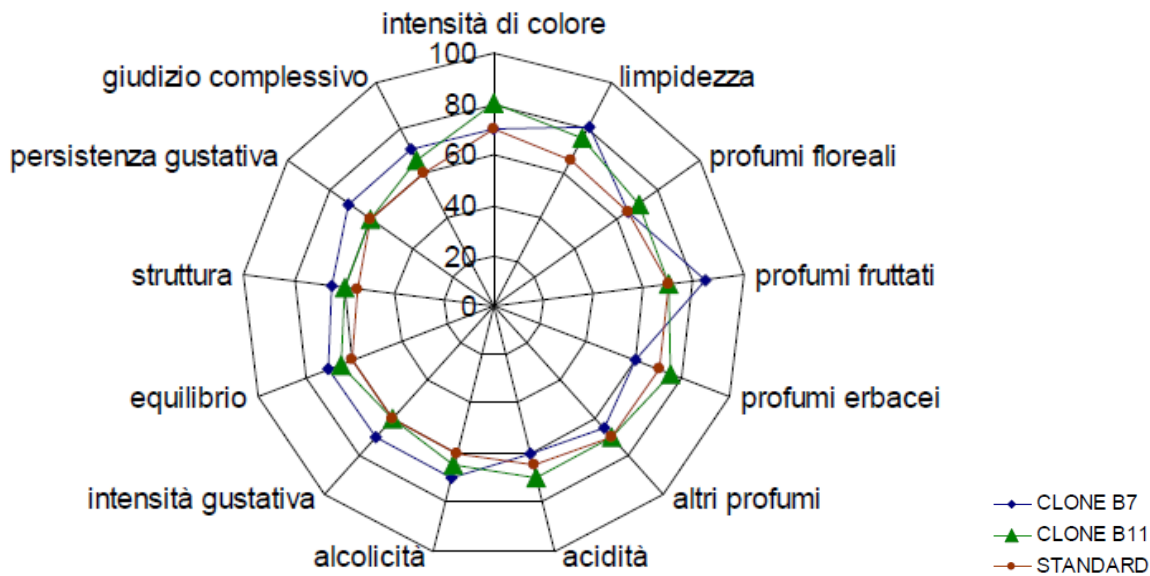 intensità di colore
100
giudizio complessivo
limpidezza
80
persistenza gustativa
profumi floreali
60
40
struttura
profumi fruttati
20
0
equilibrio
profumi erbacei
intensità gustativa
altri profumi
alcolicità
acidità
CLONE B7
CLONE B11
STANDARD